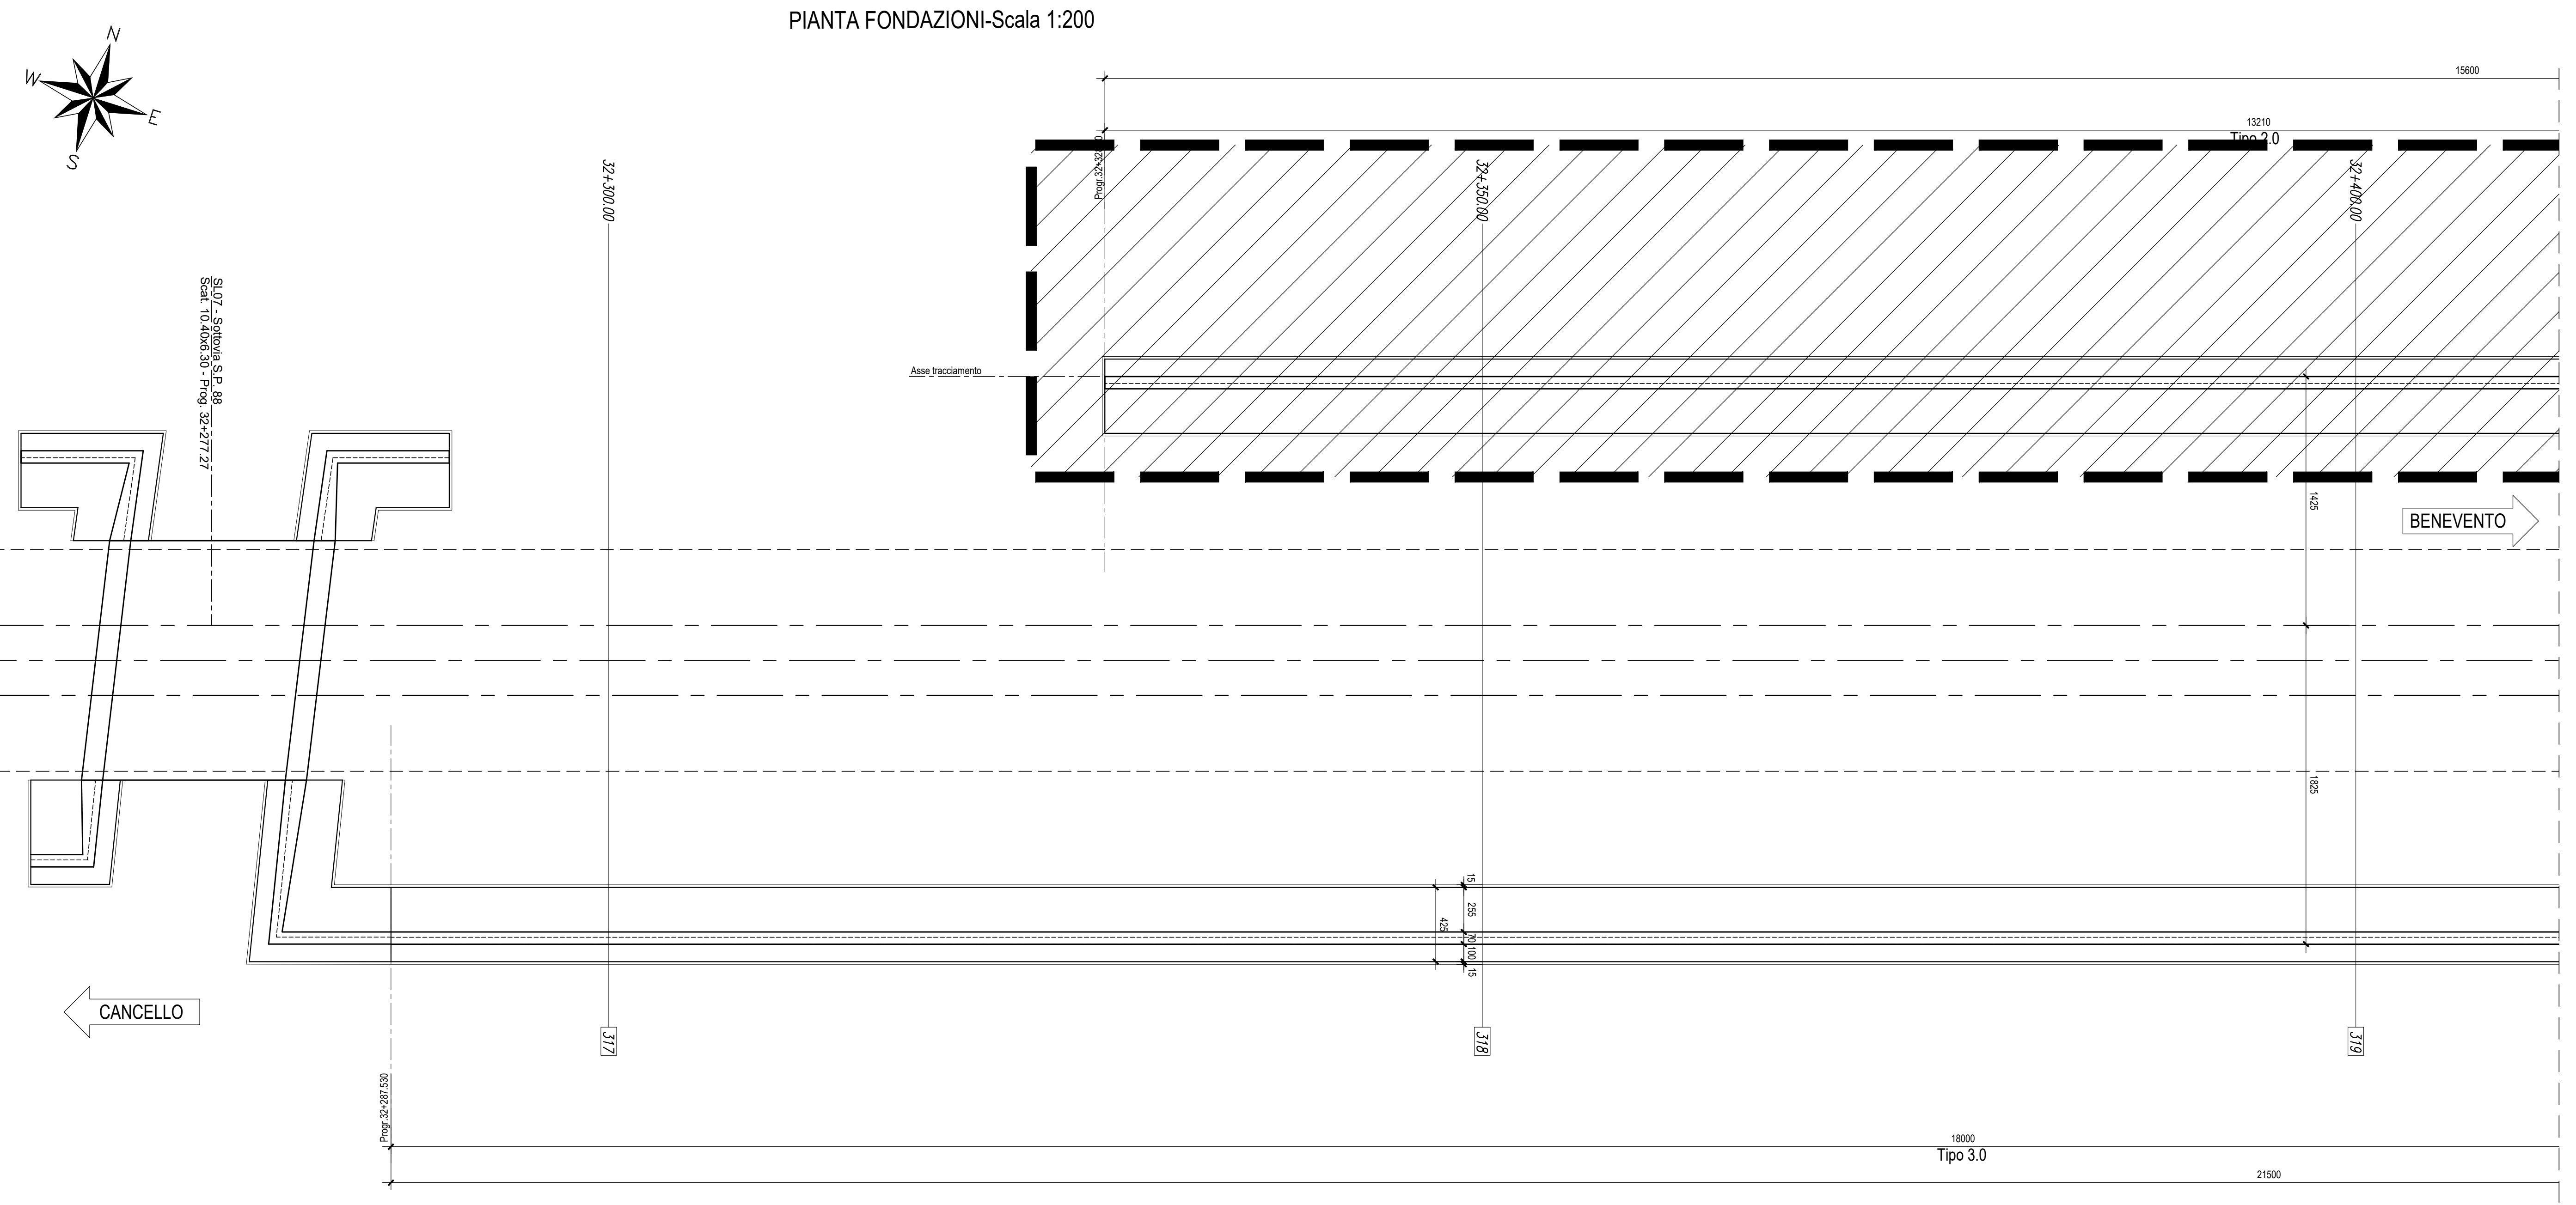 PIANTA FONDAZIONI-Scala 1:200
N
W
E
S
15600
13210
Tipo 2.0
32+300.00
32+350.00
32+400.00
SL07 - Sottovia S.P. 88
Scat. 10.40x6.30 - Prog. 32+277.27
Asse tracciamento
1425
BENEVENTO
1825
15
255
425
70
100
15
CANCELLO
317
318
319
Progr.32+287.530
18000
Tipo 3.0
21500